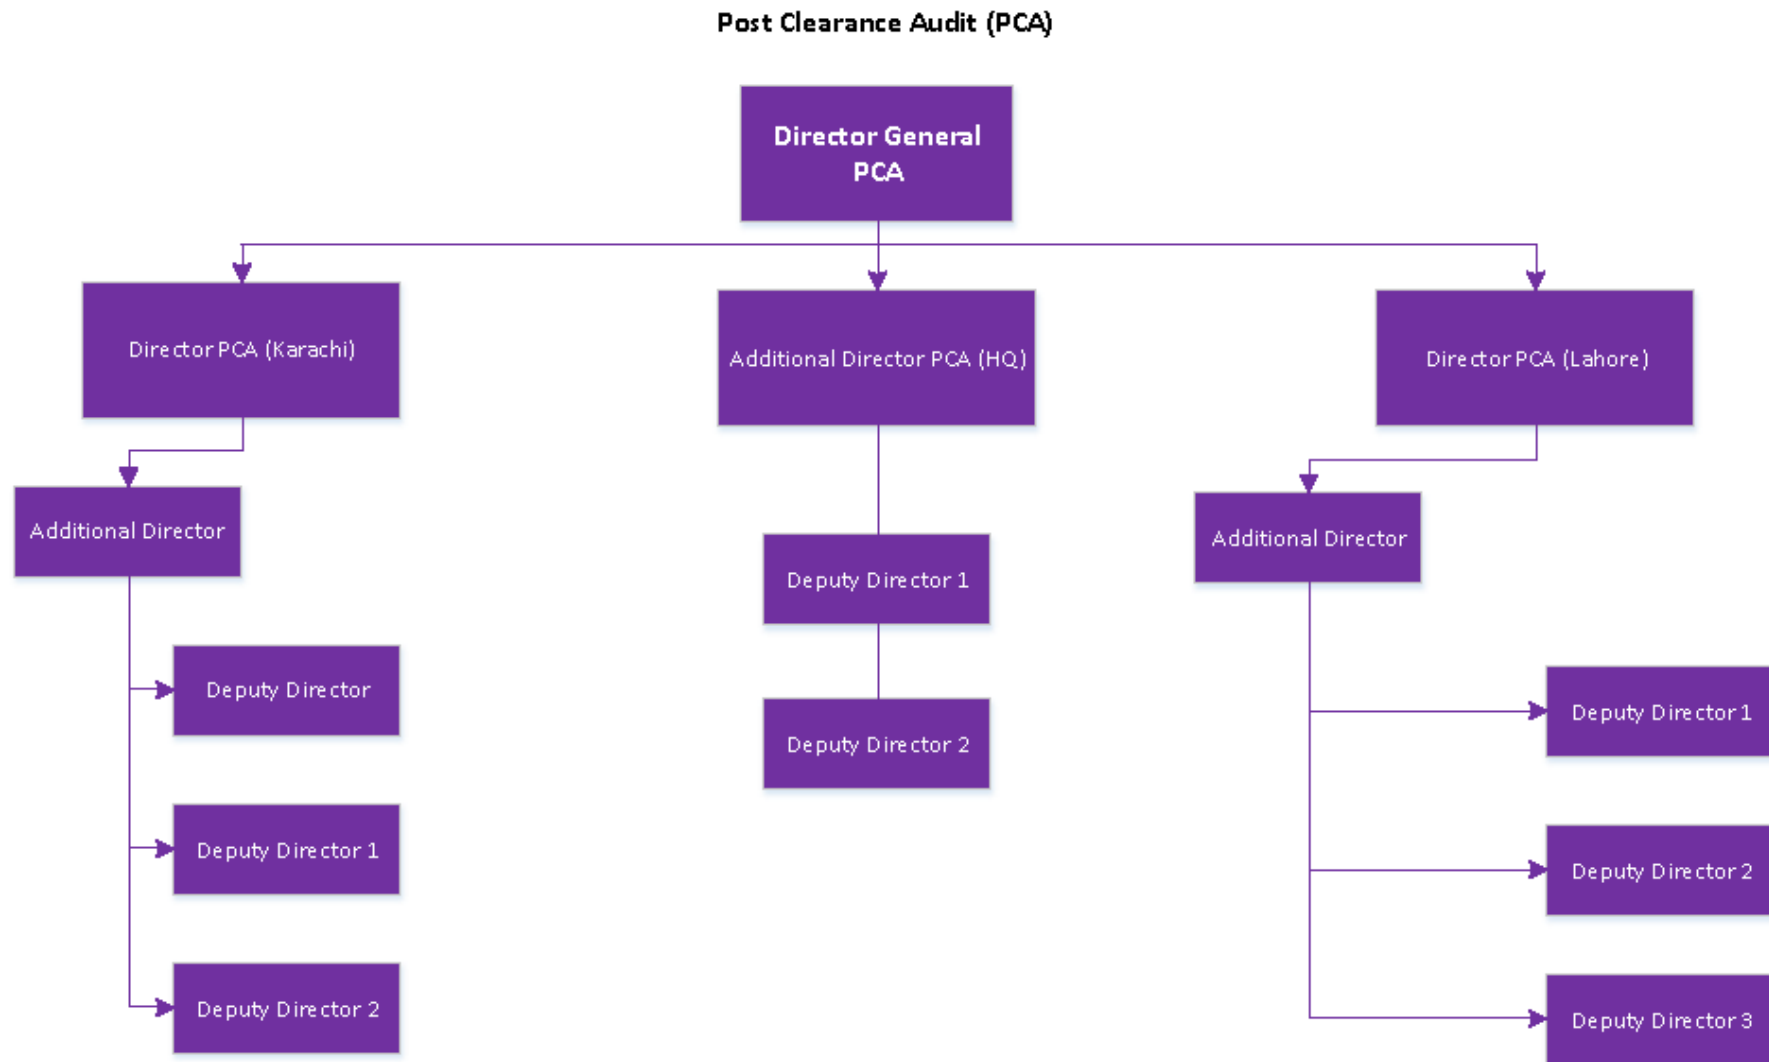 Post Clearance Audit (PCA)
Director General
PCA
Director PCA (Karachi)
Additional Director PCA (HQ)
Director PCA (Lahore)
Additional Director
Additional Director
Deputy Director 1
Deputy Director
Deputy Director 1
Deputy Director 2
Deputy Director 1
Deputy Director 2
Deputy Director 2
Deputy Director 3